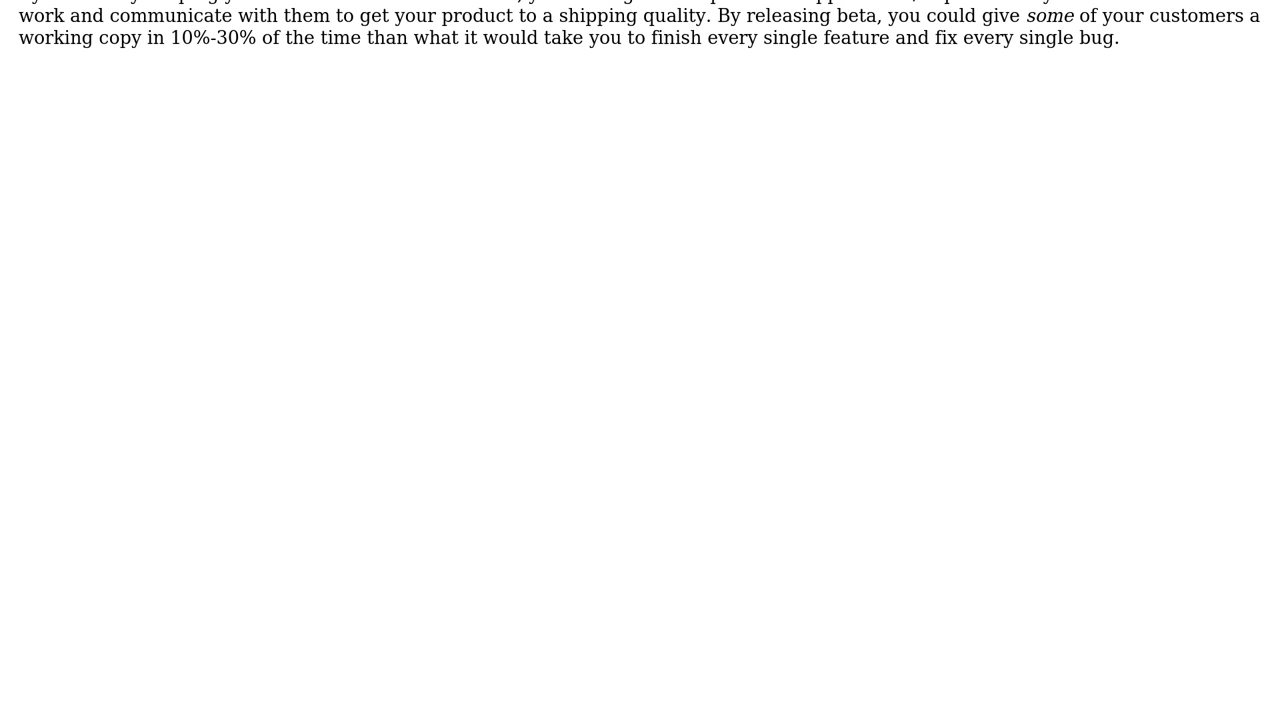 work and communicate with them to get your product to a shipping quality. By releasing beta, you could give some of your customers a
working copy in 10%-30% of the time than what it would take you to finish every single feature and fix every single bug.